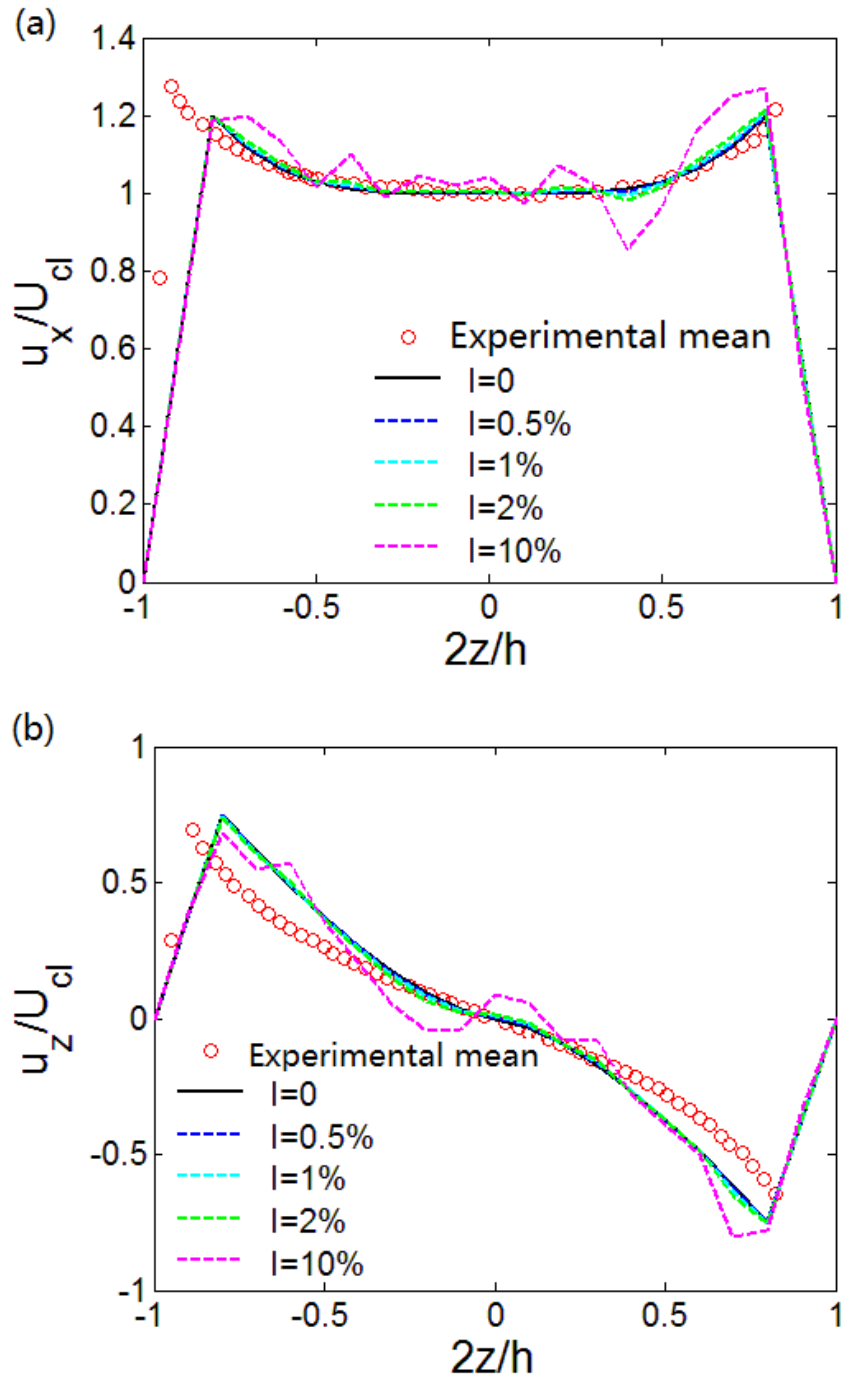 (a)
1.4
1.2
1
0.8
0.6
0.4
0.2
0
u_x/U_cl
Experimental mean
I=0
I=0.5%
I=1%
I=2%
I=10%
-1
-0.5
0
0.5
1
2z/h
(b)
1
0.5
0
-0.5
-1
u_z/U_cl
Experimental mean
I=0
I=0.5%
I=1%
I=2%
I=10%
-1
-0.5
0
0.5
1
2z/h